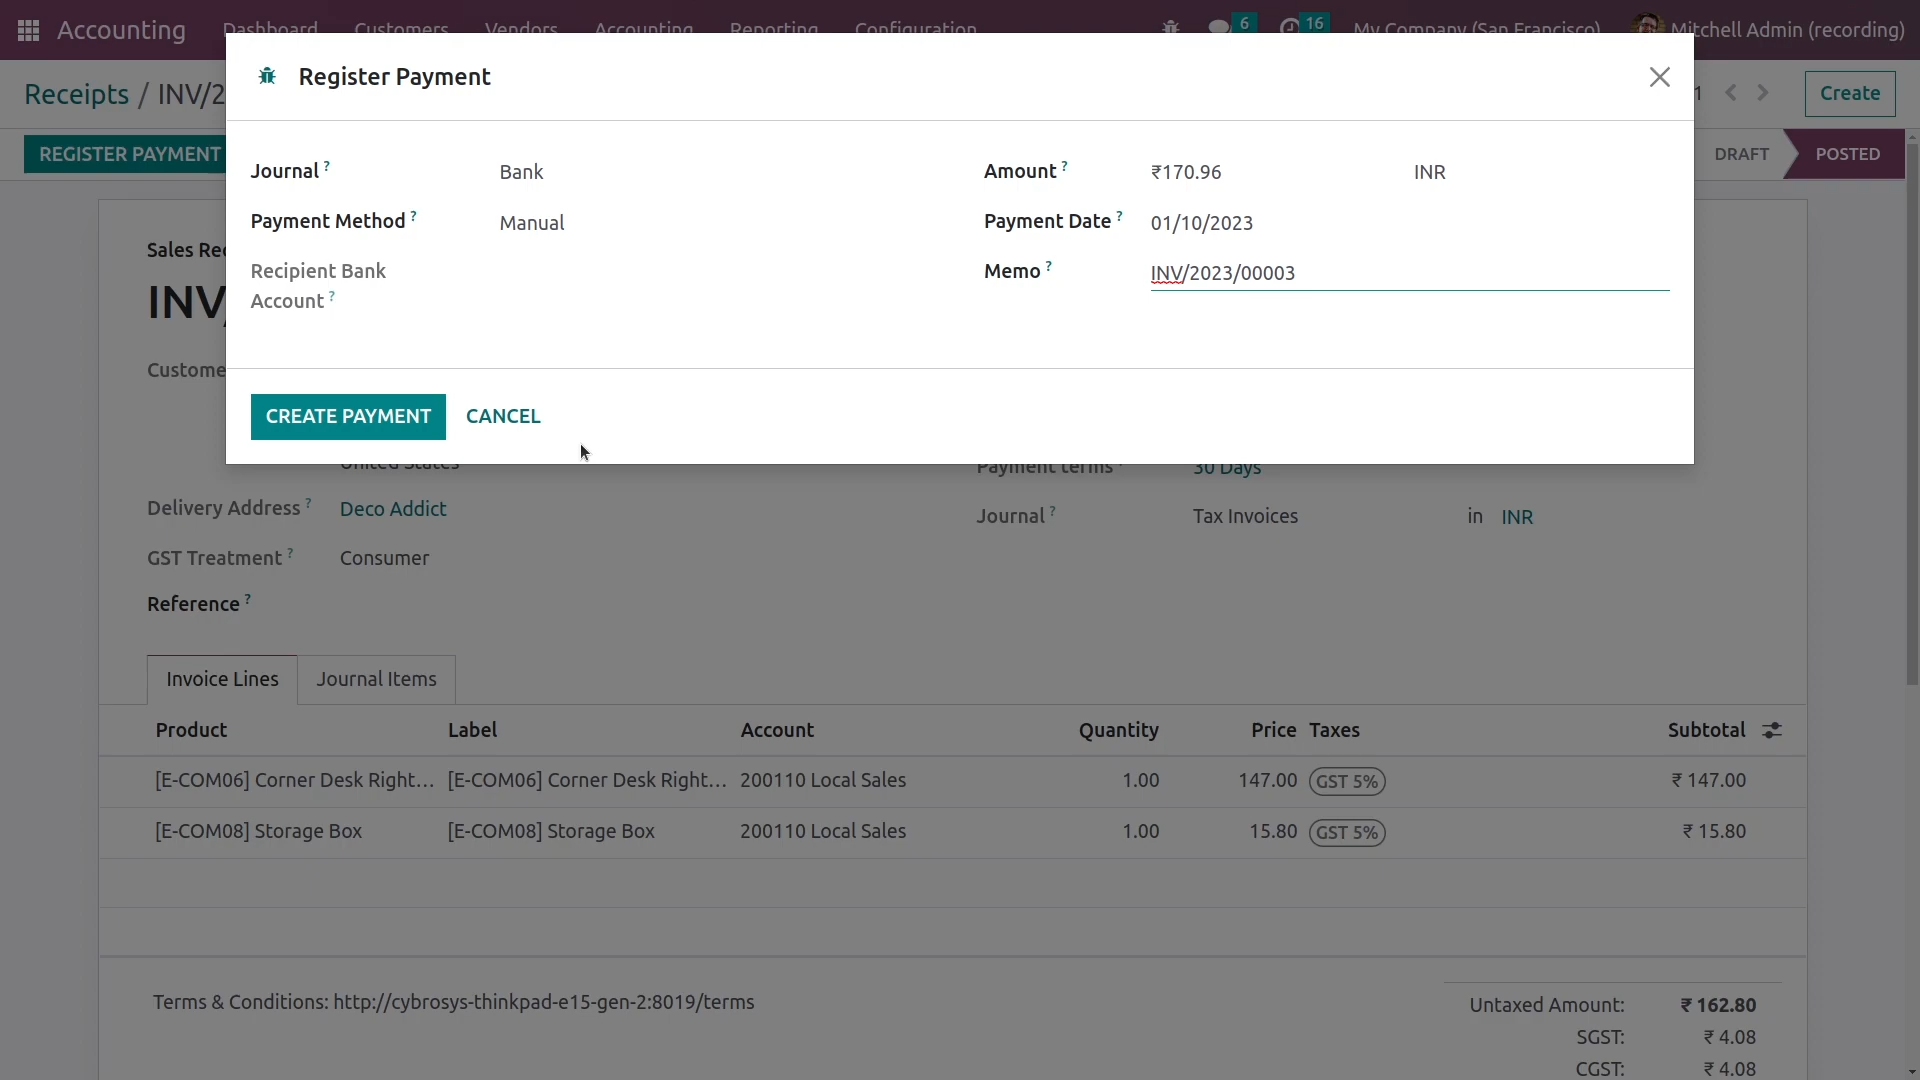 Accounting Dashboard Customers Vendors Accounting Reporting Configuration 6 16 My Company (San Francisco) Mitchell Admin (recording)
Register Payment
Receipts / INV/2 1 Create
REGISTER PAYMENT DRAFT POSTED
Journal ? Bank Amount ? ₹170.96 INR
Payment Method ? Manual Payment Date ? 01/10/2023
Sales Rec
Recipient Bank Account ? Memo ? INV/2023/00003
INV/
Custome
CREATE PAYMENT CANCEL
United States Payment terms ? 30 Days
Delivery Address ? Deco Addict Journal ? Tax Invoices in INR
GST Treatment ? Consumer
Reference ?
Invoice Lines Journal Items
Product Label Account Quantity Price Taxes Subtotal
[E-COM06] Corner Desk Right... [E-COM06] Corner Desk Right... 200110 Local Sales 1.00 147.00 GST 5% ₹ 147.00
[E-COM08] Storage Box [E-COM08] Storage Box 200110 Local Sales 1.00 15.80 GST 5% ₹ 15.80
Terms & Conditions: http://cybrosys-thinkpad-e15-gen-2:8019/terms Untaxed Amount: ₹ 162.80
SGST: ₹ 4.08
CGST: ₹ 4.08